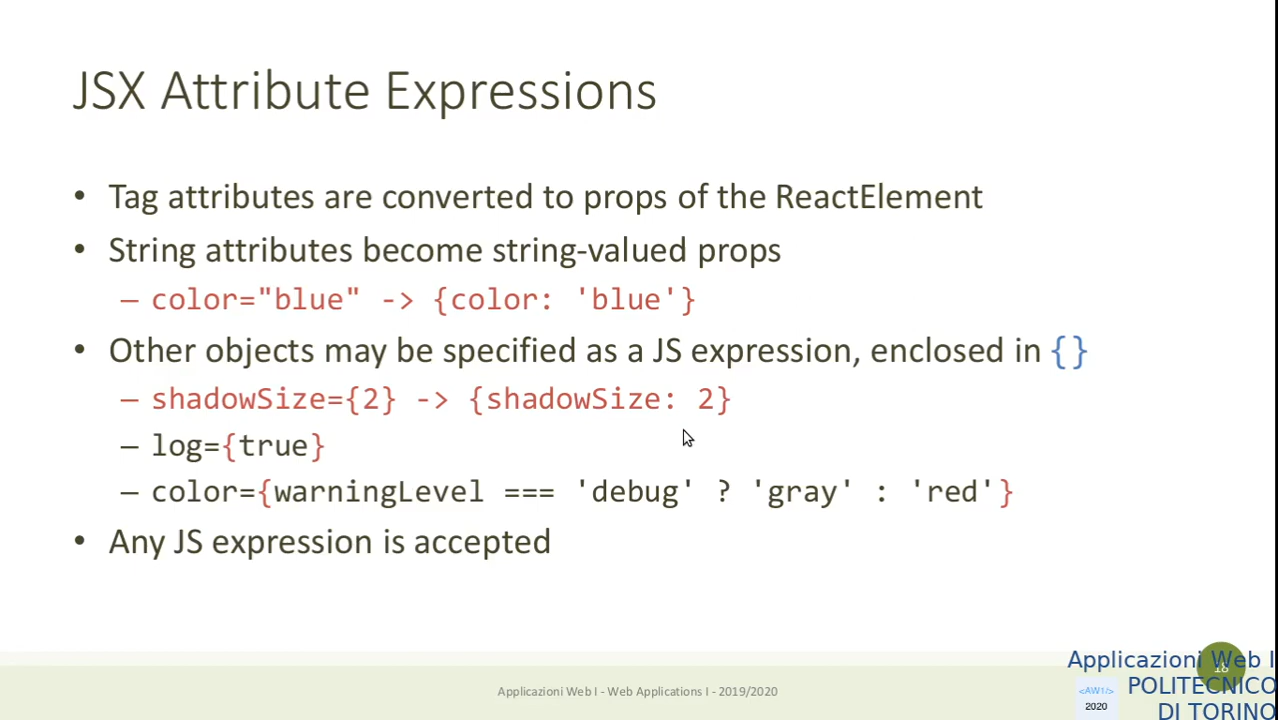 JSX Attribute Expressions
• Tag attributes are converted to props of the ReactElement
• String attributes become string-valued props
– color="blue" -> {color: 'blue'}
• Other objects may be specified as a JS expression, enclosed in {}
– shadowSize={2} -> {shadowSize: 2}
– log={true}
– color={warningLevel === 'debug' ? 'gray' : 'red'}
• Any JS expression is accepted
Applicazioni Web I - Web Applications I - 2019/2020
18
Applicazioni Web I
POLITECNICO
DI TORINO
<AW1/>
2020